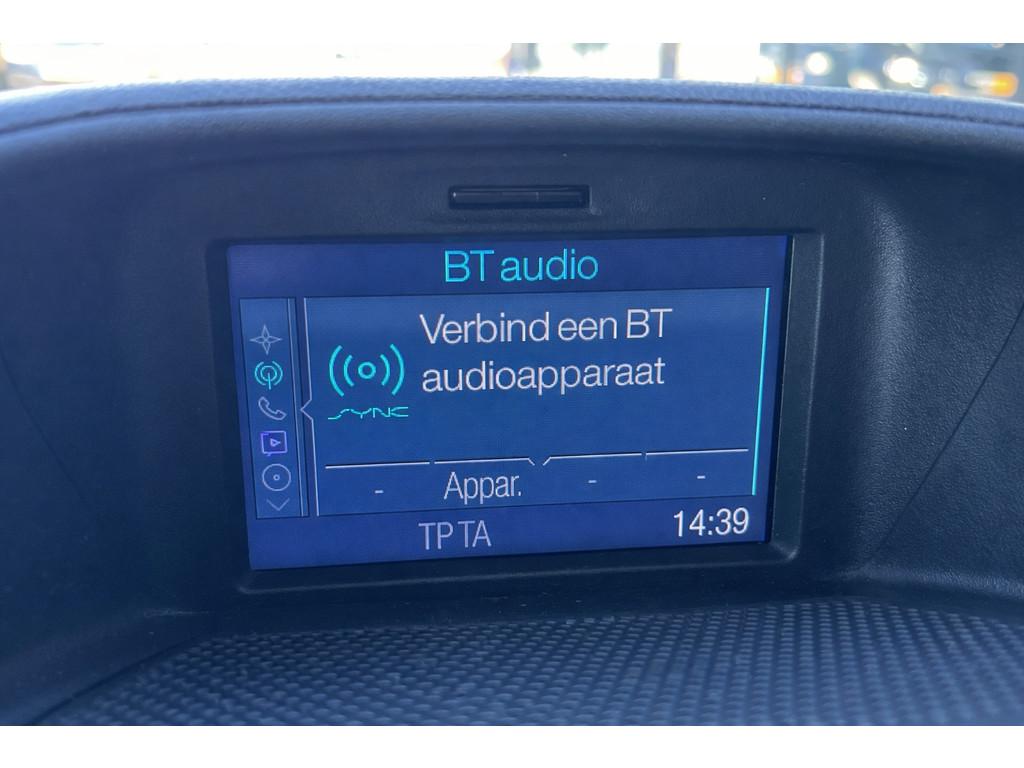 BT audio
Verbind een BT
audioapparaat
SYNC
- Appar. - -
TP TA 14:39